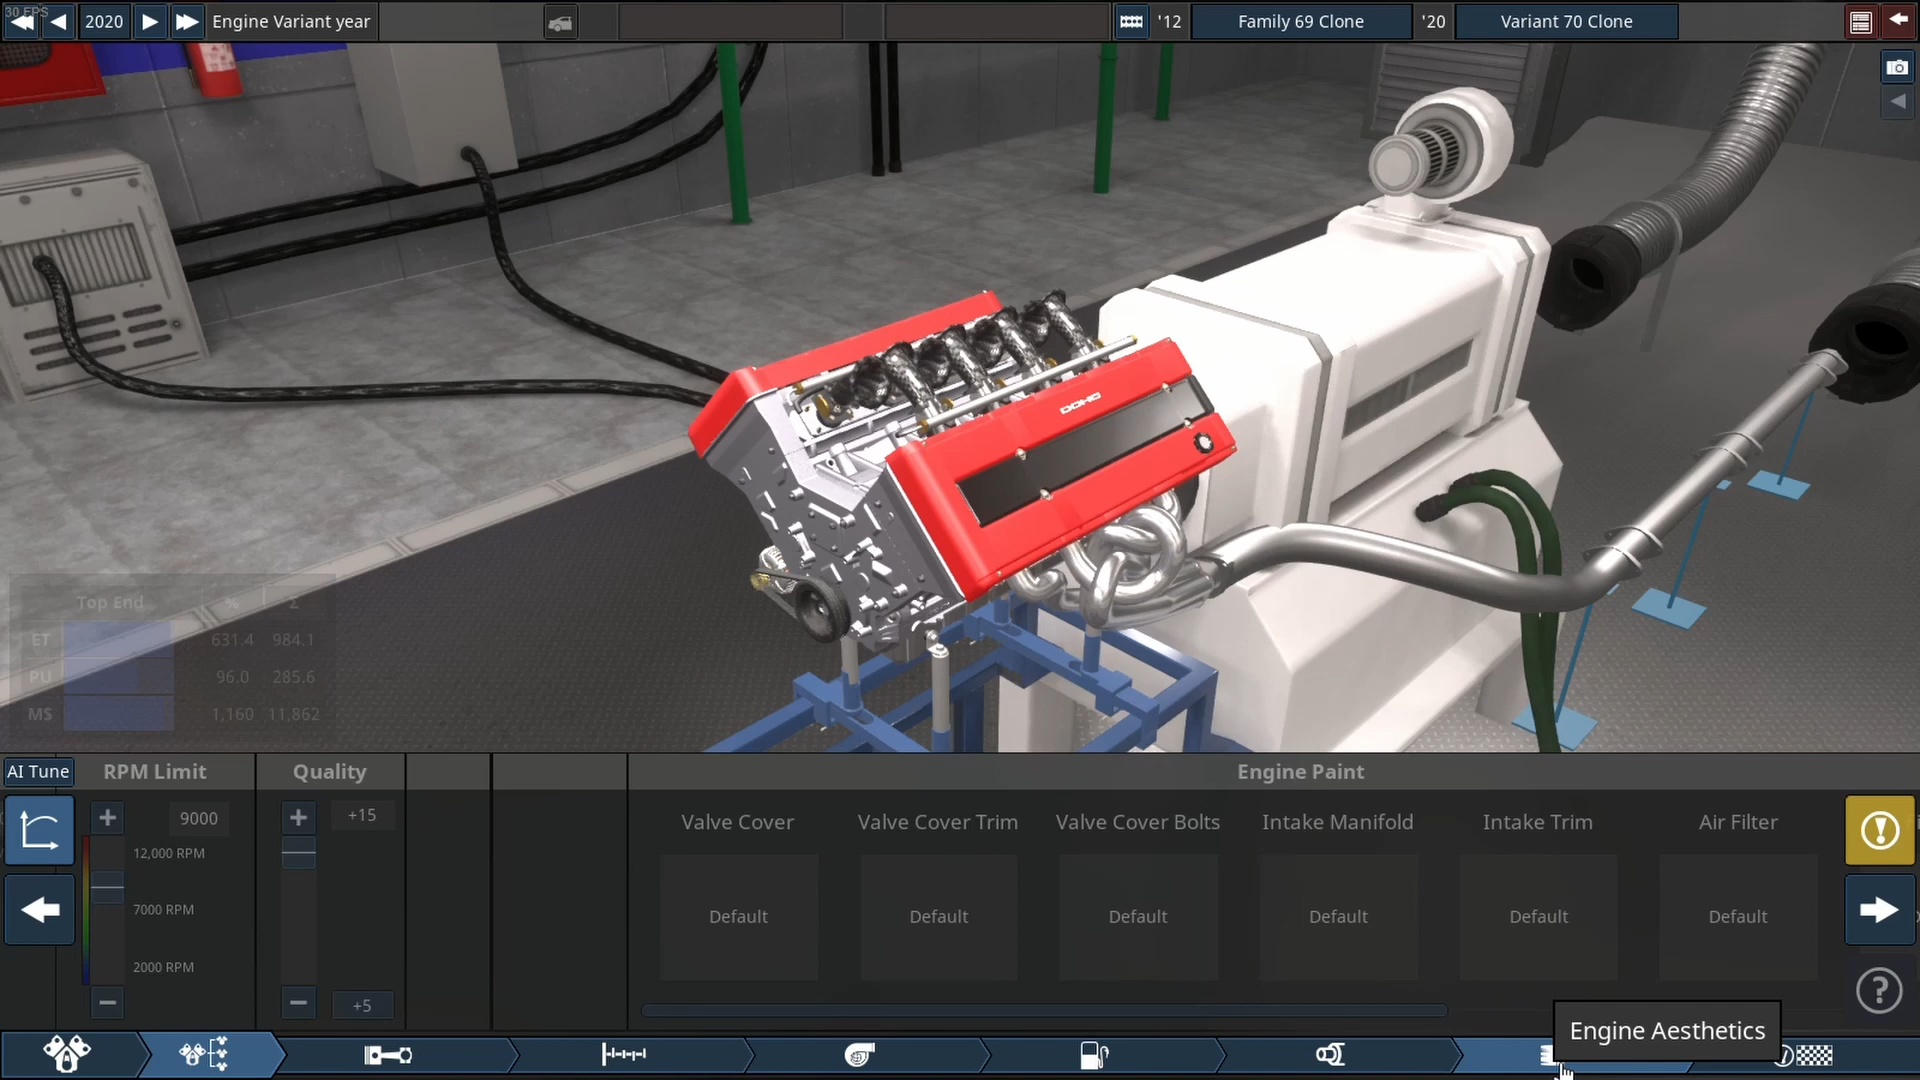 30 FPS
2020
Engine Variant year
'12
Family 69 Clone
'20
Variant 70 Clone
DOHC
Top End % Σ
ET 631.4 984.1
PU 96.0 285.6
M$ 1,160 11,862
AI Tune
RPM Limit
Quality
Engine Paint
9000
12,000 RPM
7000 RPM
2000 RPM
+15
+5
Valve Cover
Valve Cover Trim
Valve Cover Bolts
Intake Manifold
Intake Trim
Air Filter
Default
Default
Default
Default
Default
Default
Engine Aesthetics